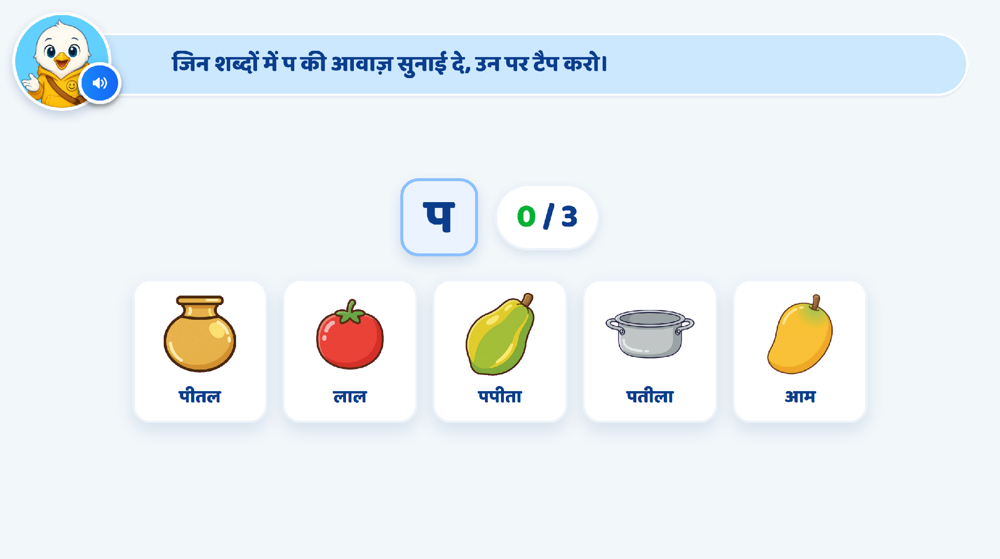 जिन शब्दों में प की आवाज़ सुनाई दे, उन पर टैप करो।
प
0 / 3
पीतल
लाल
पपीता
पतीला
आम